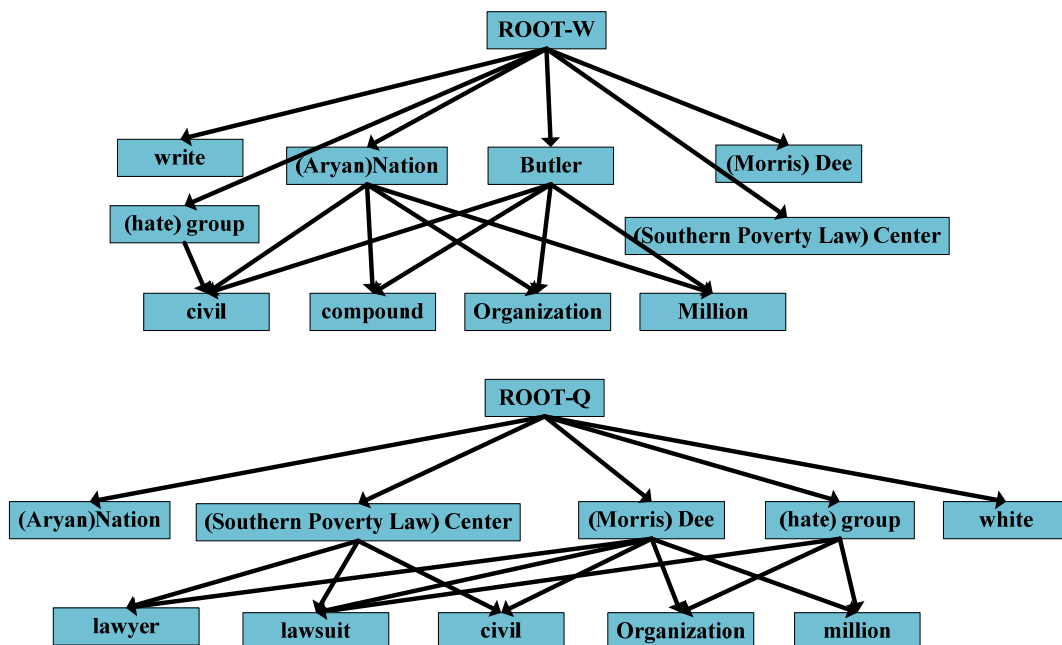 ROOT-W
write
(Aryan)Nation
Butler
(Morris) Dee
(hate) group
(Southern Poverty Law) Center
civil
compound
Organization
Million
ROOT-Q
(Aryan)Nation
(Southern Poverty Law) Center
(Morris) Dee
(hate) group
white
lawyer
lawsuit
civil
Organization
million